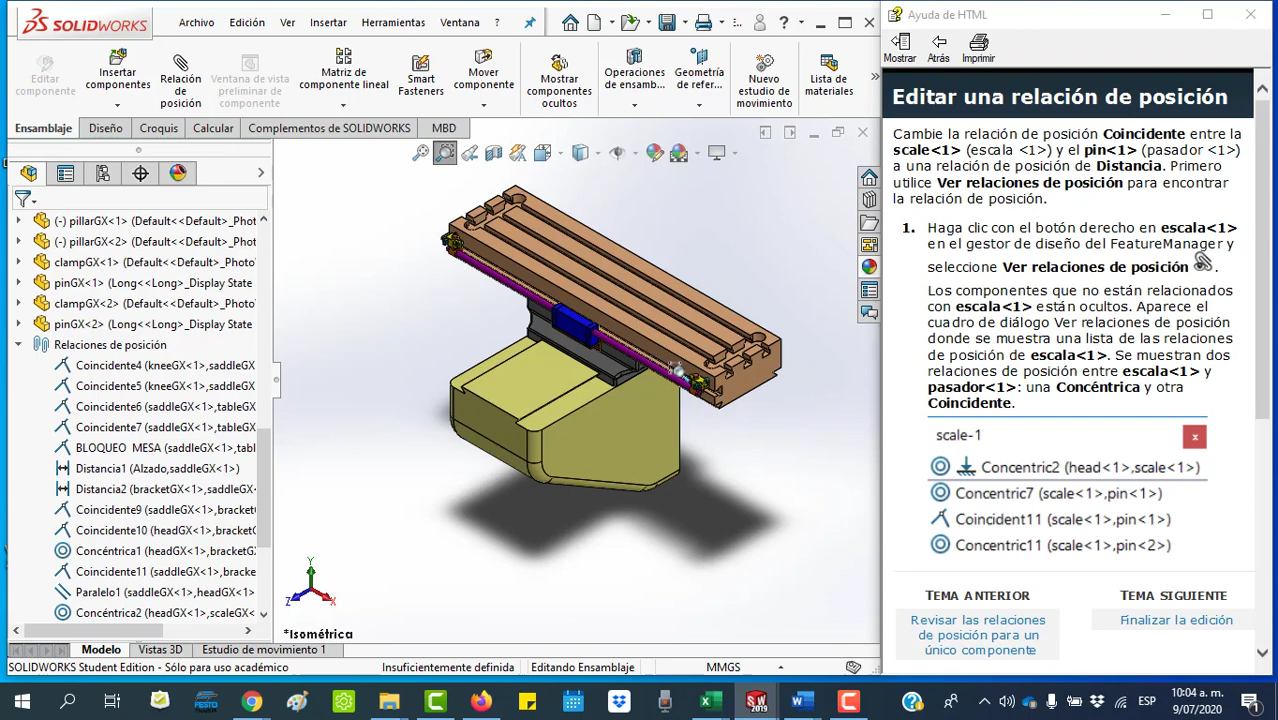 SOLIDWORKS
Archivo Edición Ver Insertar Herramientas Ventana ?
Editar componente
Insertar componentes
Relación de posición
Ventana de vista preliminar de componente
Matriz de componente lineal
Smart Fasteners
Mover componente
Mostrar componentes ocultos
Operaciones de ensamb...
Geometría de refer...
Nuevo estudio de movimiento
Lista de materiales
Ensamblaje Diseño Croquis Calcular Complementos de SOLIDWORKS MBD
(-) pillarGX<1> (Default<<Default>_Phot
(-) pillarGX<2> (Default<<Default>_Phot
clampGX<1> (Default<<Default>_Photo
pinGX<1> (Long<<Long>_Display State
clampGX<2> (Default<<Default>_Photo
pinGX<2> (Long<<Long>_Display State
Relaciones de posición
Coincidente4 (kneeGX<1>,saddleG
Coincidente5 (kneeGX<1>,saddleG
Coincidente6 (saddleGX<1>,tableG
Coincidente7 (saddleGX<1>,tableG
BLOQUEO MESA (saddleGX<1>,tabl
Distancia1 (Alzado,saddleGX<1>)
Distancia2 (bracketGX<1>,saddleG
Coincidente9 (saddleGX<1>,bracke
Coincidente10 (headGX<1>,bracket
Concéntrica1 (headGX<1>,bracketG
Coincidente11 (saddleGX<1>,bracke
Paralelo1 (saddleGX<1>,headGX<1>
Concéntrica2 (headGX<1>,scaleGX
Y
Z
X
*Isométrica
Modelo Vistas 3D Estudio de movimiento 1
SOLIDWORKS Student Edition - Sólo para uso académico Insuficientemente definida Editando Ensamblaje MMGS
Ayuda de HTML
Mostrar Atrás Imprimir
Editar una relación de posición
Cambie la relación de posición Coincidente entre la
scale<1> (escala <1>) y el pin<1> (pasador <1>)
a una relación de posición de Distancia. Primero
utilice Ver relaciones de posición para encontrar
la relación de posición.
1. Haga clic con el botón derecho en escala<1>
en el gestor de diseño del FeatureManager y
seleccione Ver relaciones de posición .
Los componentes que no están relacionados
con escala<1> están ocultos. Aparece el
cuadro de diálogo Ver relaciones de posición
donde se muestra una lista de las relaciones
de posición de escala<1>. Se muestran dos
relaciones de posición entre escala<1> y
pasador<1>: una Concéntrica y otra
Coincidente.
scale-1 x
Concentric2 (head<1>,scale<1>)
Concentric7 (scale<1>,pin<1>)
Coincident11 (scale<1>,pin<1>)
Concentric11 (scale<1>,pin<2>)
TEMA ANTERIOR
Revisar las relaciones
de posición para un
único componente
TEMA SIGUIENTE
Finalizar la edición
FESTO
SW
2019
ESP
10:04 a. m.
9/07/2020
1